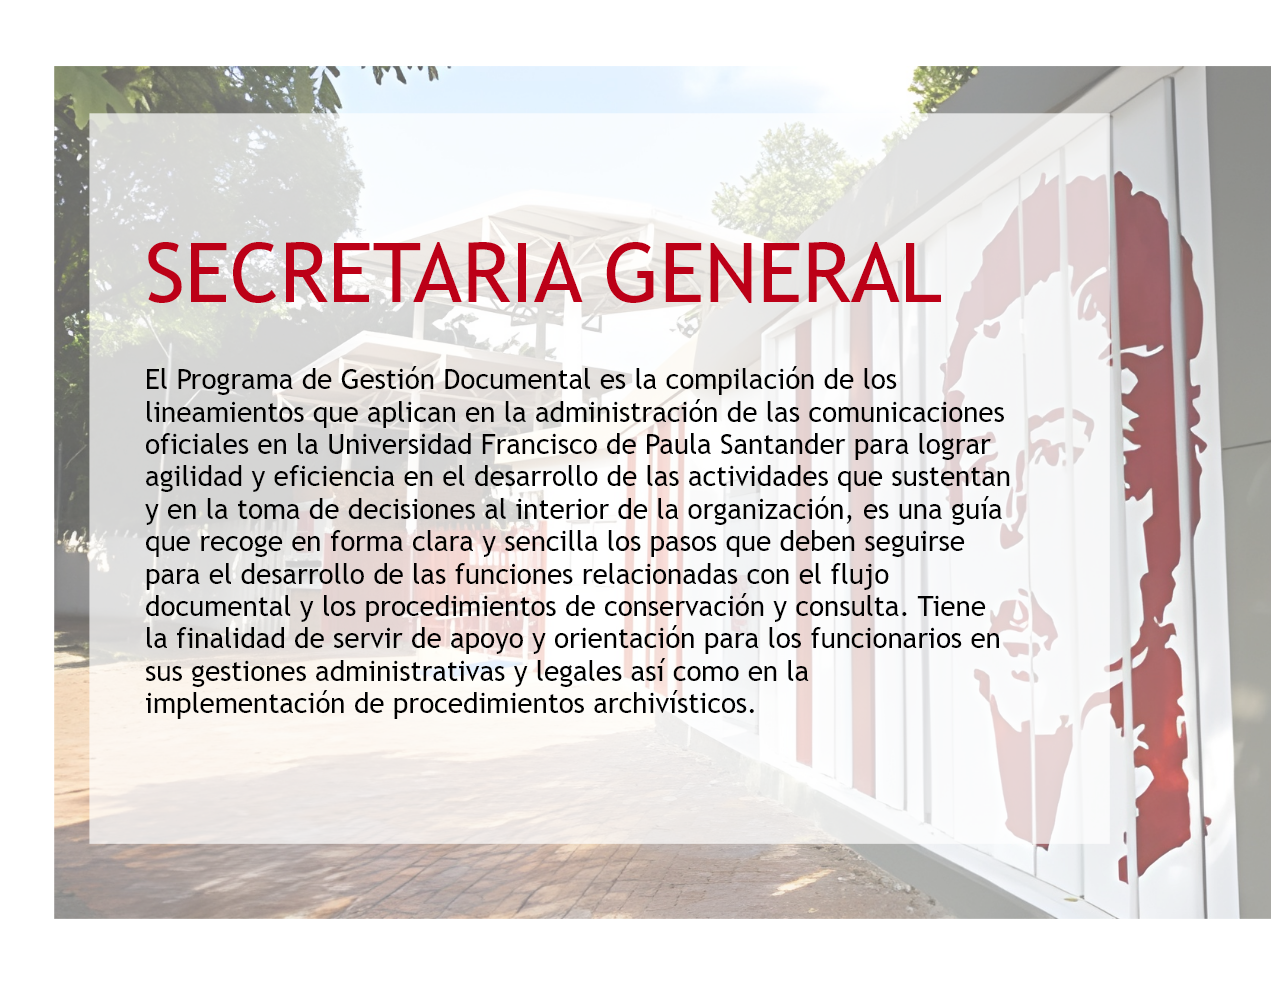 SECRETARIA GENERAL
El Programa de Gestión Documental es la compilación de los
lineamientos que aplican en la administración de las comunicaciones
oficiales en la Universidad Francisco de Paula Santander para lograr
agilidad y eficiencia en el desarrollo de las actividades que sustentan
y en la toma de decisiones al interior de la organización, es una guía
que recoge en forma clara y sencilla los pasos que deben seguirse
para el desarrollo de las funciones relacionadas con el flujo
documental y los procedimientos de conservación y consulta. Tiene
la finalidad de servir de apoyo y orientación para los funcionarios en
sus gestiones administrativas y legales así como en la
implementación de procedimientos archivísticos.